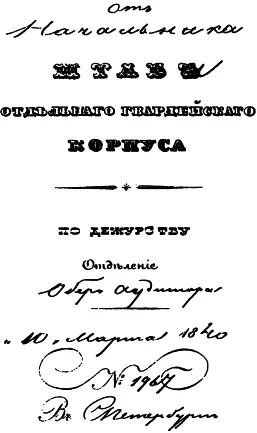 Отъ
Начальника
ШТАБА
ОТДѢЛЬНАГО ГВАРДЕЙСКАГО
КОРПУСА
ПО ДЕЖУРСТВУ
Отдѣленіе
Оберъ Аудитора
„10„ Марта 1840
№ 1967
Въ Петербургѣ